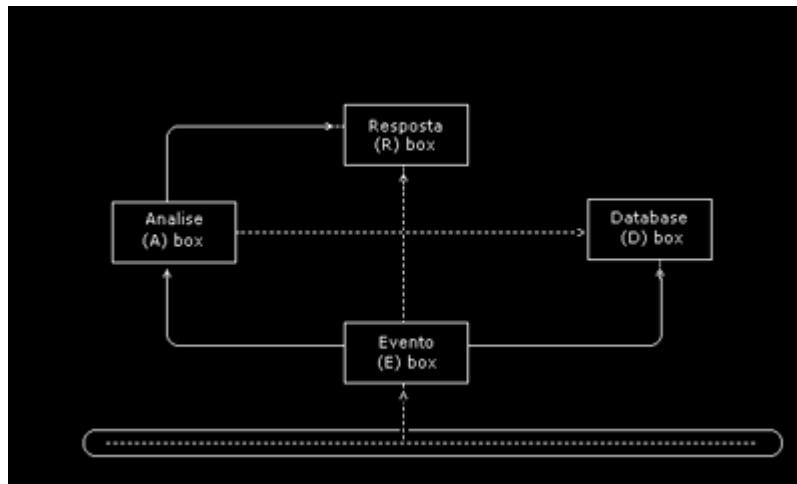 Resposta
(R) box
Analise
(A) box
Database
(D) box
Evento
(E) box